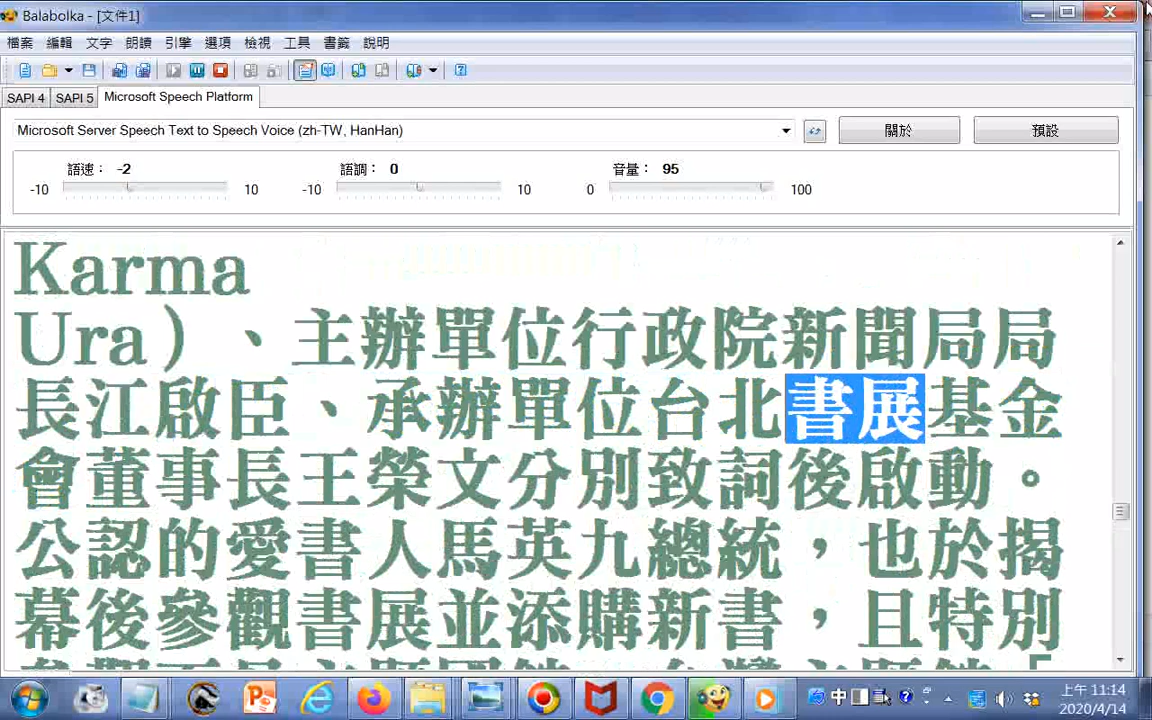 Balabolka - [文件1]
檔案 編輯 文字 朗讀 引擎 選項 檢視 工具 書籤 說明
SAPI 4 SAPI 5 Microsoft Speech Platform
Microsoft Server Speech Text to Speech Voice (zh-TW, HanHan) 關於 預設
語速： -2 語調： 0 音量： 95
-10 10 -10 10 0 100
Karma
Ura）、主辦單位行政院新聞局局
長江啟臣、承辦單位台北書展基金
會董事長王榮文分別致詞後啟動。
公認的愛書人馬英九總統，也於揭
幕後參觀書展並添購新書，且特別
中
上午 11:14
2020/4/14